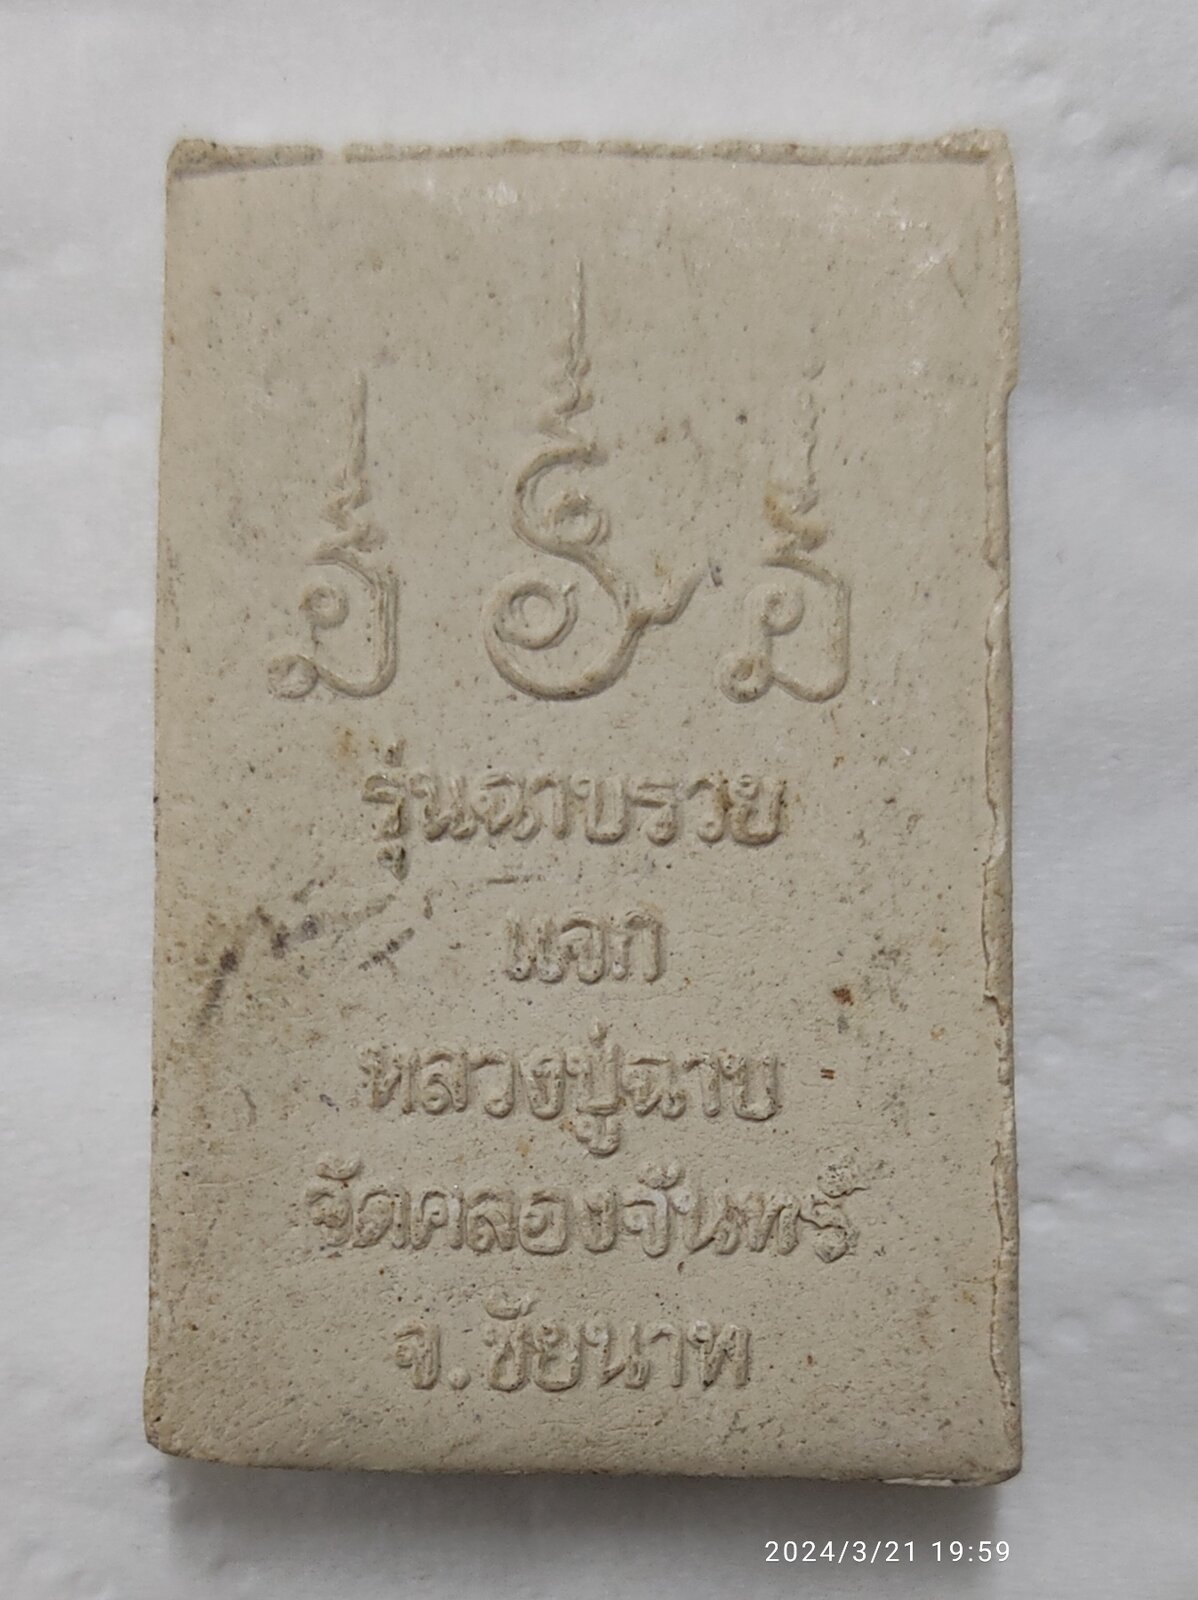 รุ่นฉาบรวย
แจก
หลวงปู่ฉาบ
วัดคลองจันทร์
จ.ชัยนาท
2024/3/21 19:59